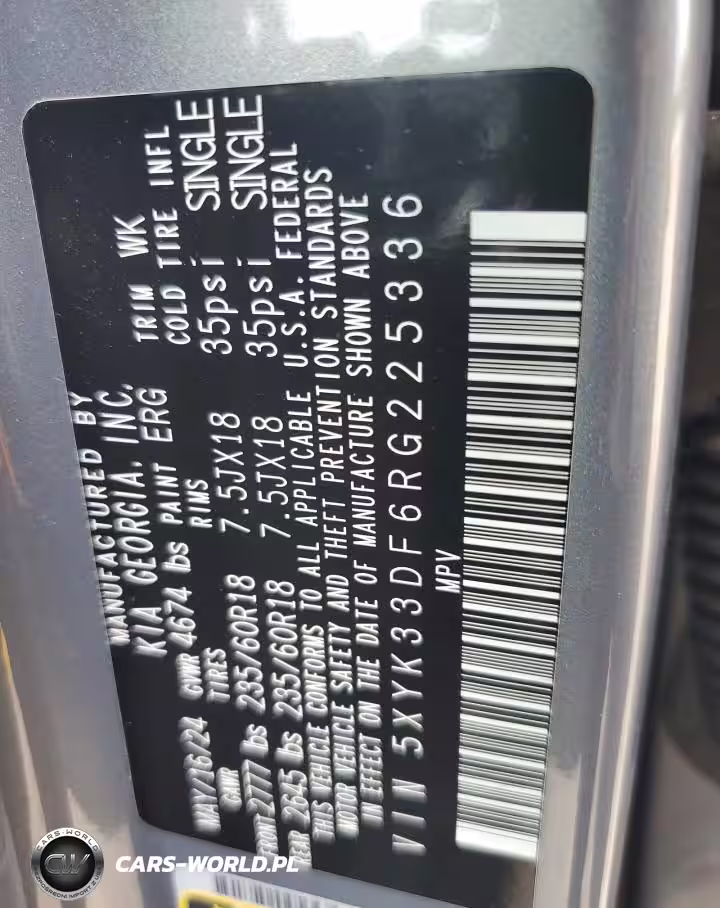 MANUFACTURED BY
KIA GEORGIA, INC.
MAY/16/24 GVWR 4674 lbs PAINT ERG TRIM WK
GAWR TIRES RIMS COLD TIRE INFL
FRONT 2777 lbs 235/60R18 7.5JX18 35psi SINGLE
REAR 2645 lbs 235/60R18 7.5JX18 35psi SINGLE
THIS VEHICLE CONFORMS TO ALL APPLICABLE U.S.A. FEDERAL
MOTOR VEHICLE SAFETY AND THEFT PREVENTION STANDARDS
IN EFFECT ON THE DATE OF MANUFACTURE SHOWN ABOVE
VIN 5XYK33DF6RG225336
MPV
CARS-WORLD
CW
CARS-WORLD.PL